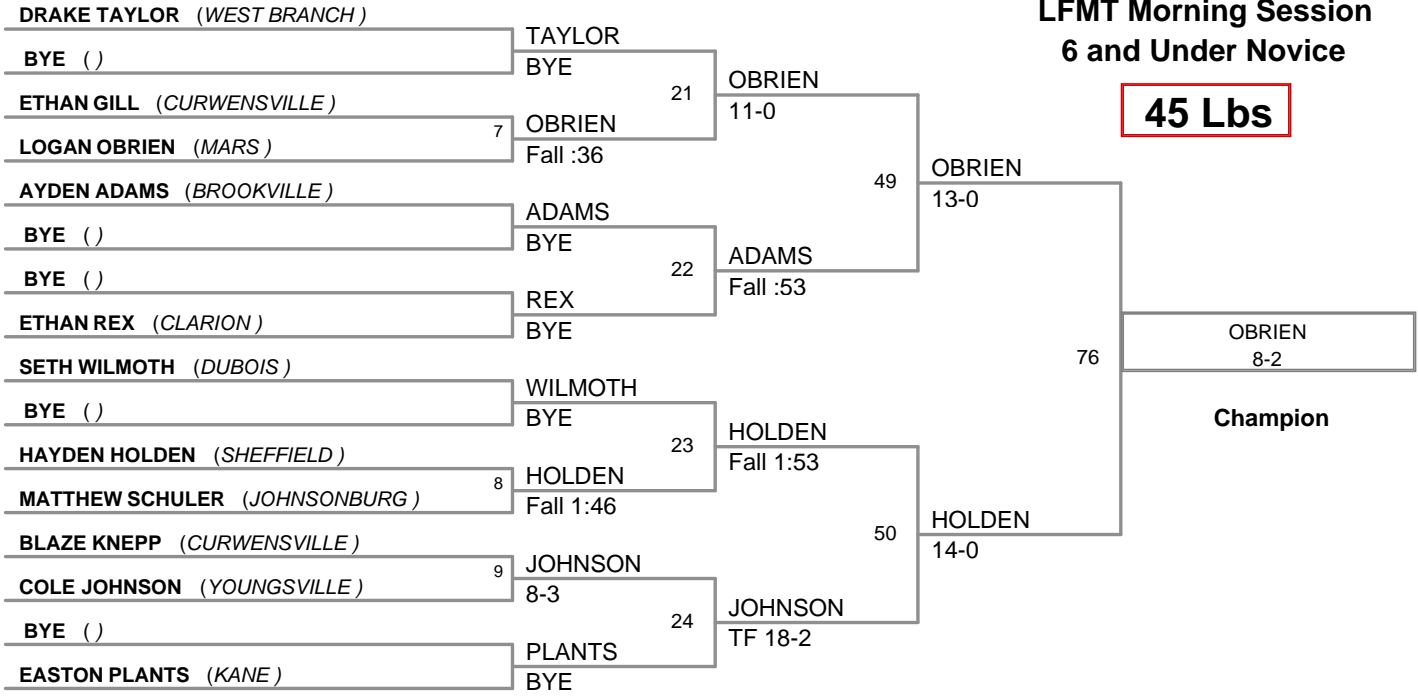 LFMT Morning Session
6 and Under Novice
45 Lbs
DRAKE TAYLOR (WEST BRANCH )
BYE ( )
ETHAN GILL (CURWENSVILLE )
7
LOGAN OBRIEN (MARS )
AYDEN ADAMS (BROOKVILLE )
BYE ( )
BYE ( )
ETHAN REX (CLARION )
SETH WILMOTH (DUBOIS )
BYE ( )
HAYDEN HOLDEN (SHEFFIELD )
8
MATTHEW SCHULER (JOHNSONBURG )
BLAZE KNEPP (CURWENSVILLE )
9
COLE JOHNSON (YOUNGSVILLE )
BYE ( )
EASTON PLANTS (KANE )
TAYLOR
BYE
21
OBRIEN
Fall :36
ADAMS
BYE
22
REX
BYE
WILMOTH
BYE
23
HOLDEN
Fall 1:46
JOHNSON
8-3
24
PLANTS
BYE
OBRIEN
11-0
49
ADAMS
Fall :53
HOLDEN
Fall 1:53
50
JOHNSON
TF 18-2
OBRIEN
13-0
76
HOLDEN
14-0
OBRIEN
8-2
Champion